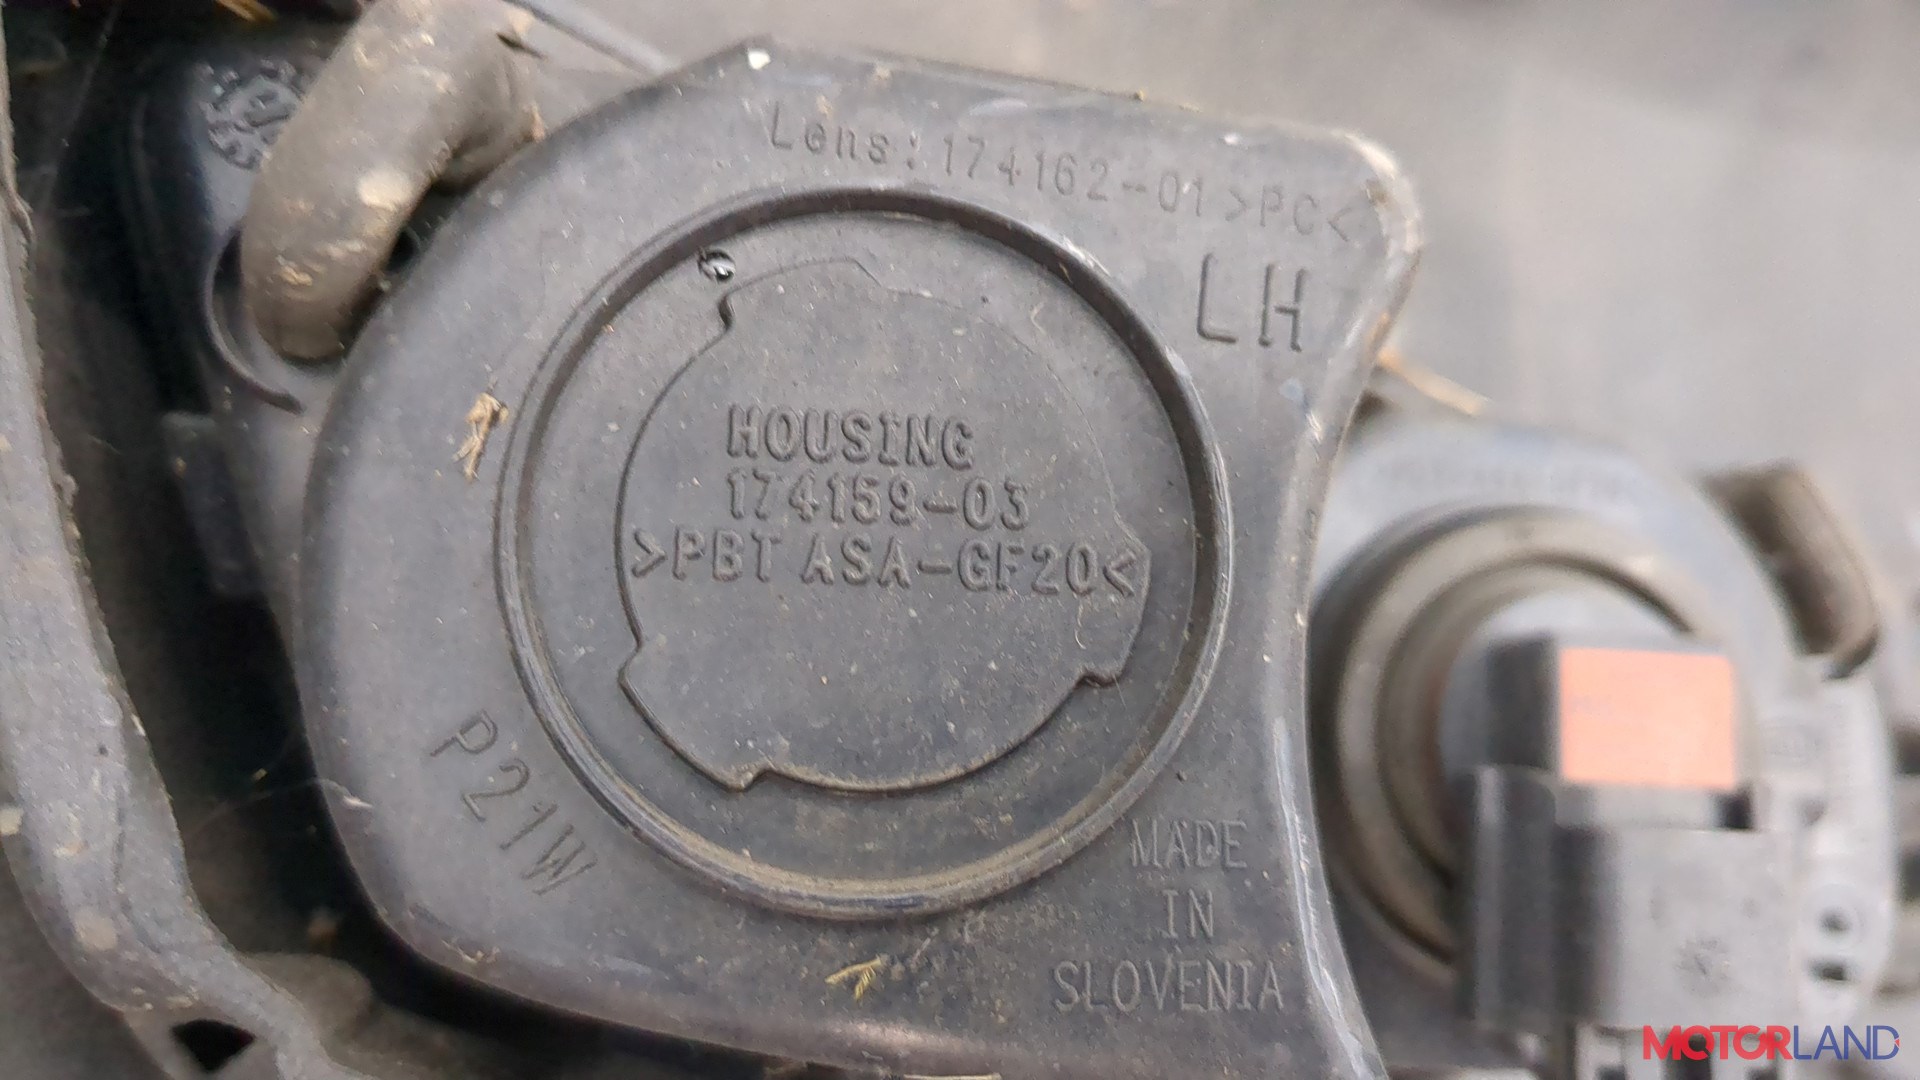 Lens: 174162-01 >PC<
LH
HOUSING
174159-03
>PBT ASA-GF20<
P21W
MADE
IN
SLOVENIA
MOTORLAND